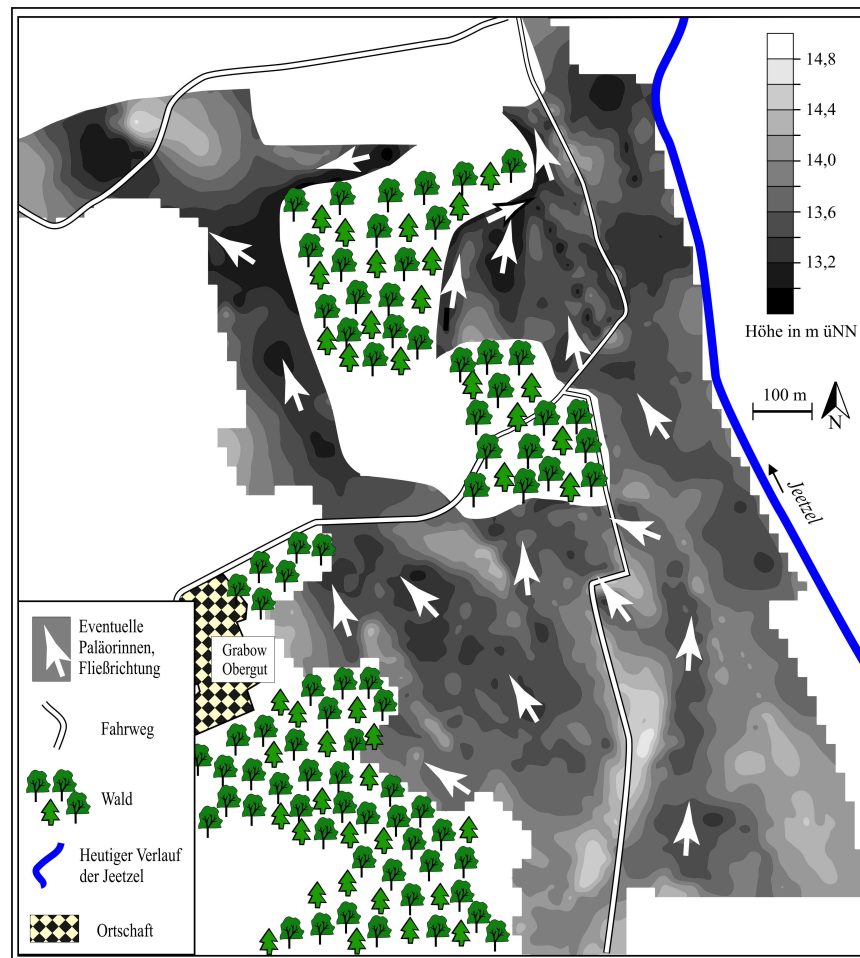 14,8
14,4
14,0
13,6
13,2
Höhe in m üNN
100 m
N
Jeetzel
Grabow
Obergut
Eventuelle
Paläorinnen,
Fließrichtung
Fahrweg
Wald
Heutiger Verlauf
der Jeetzel
Ortschaft